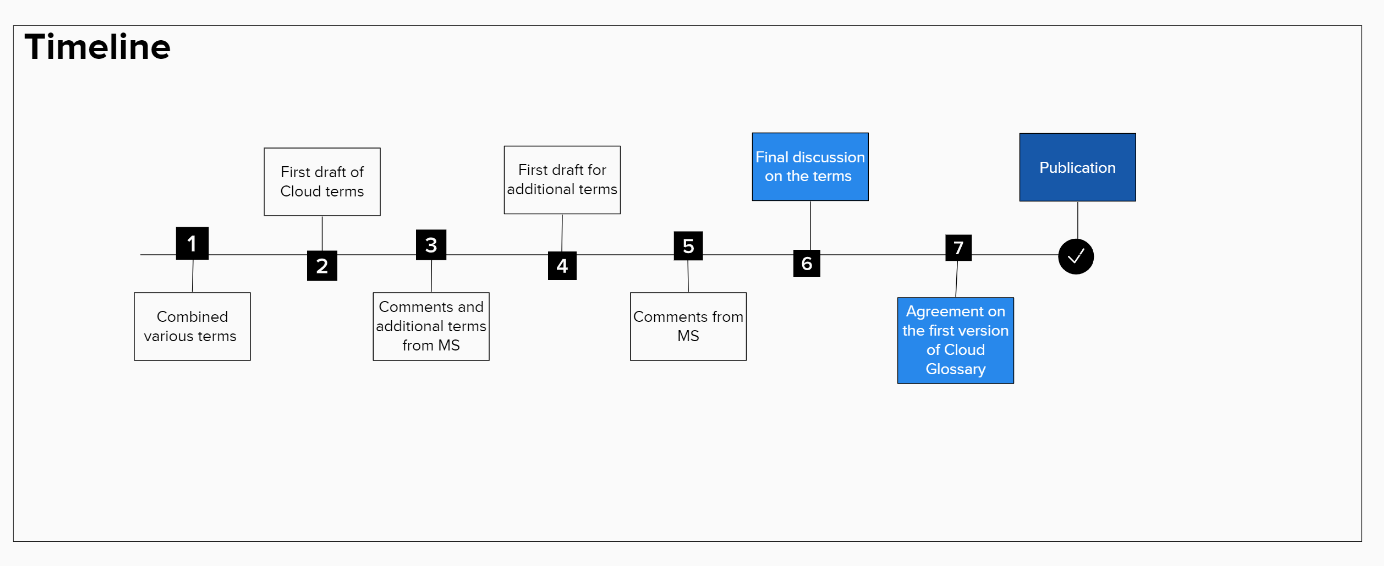 Timeline
1
Combined
various terms
First draft of
Cloud terms
2
3
Comments and
additional terms
from MS
First draft for
additional terms
4
5
Comments from
MS
Final discussion
on the terms
6
7
Agreement on
the first version
of Cloud
Glossary
Publication